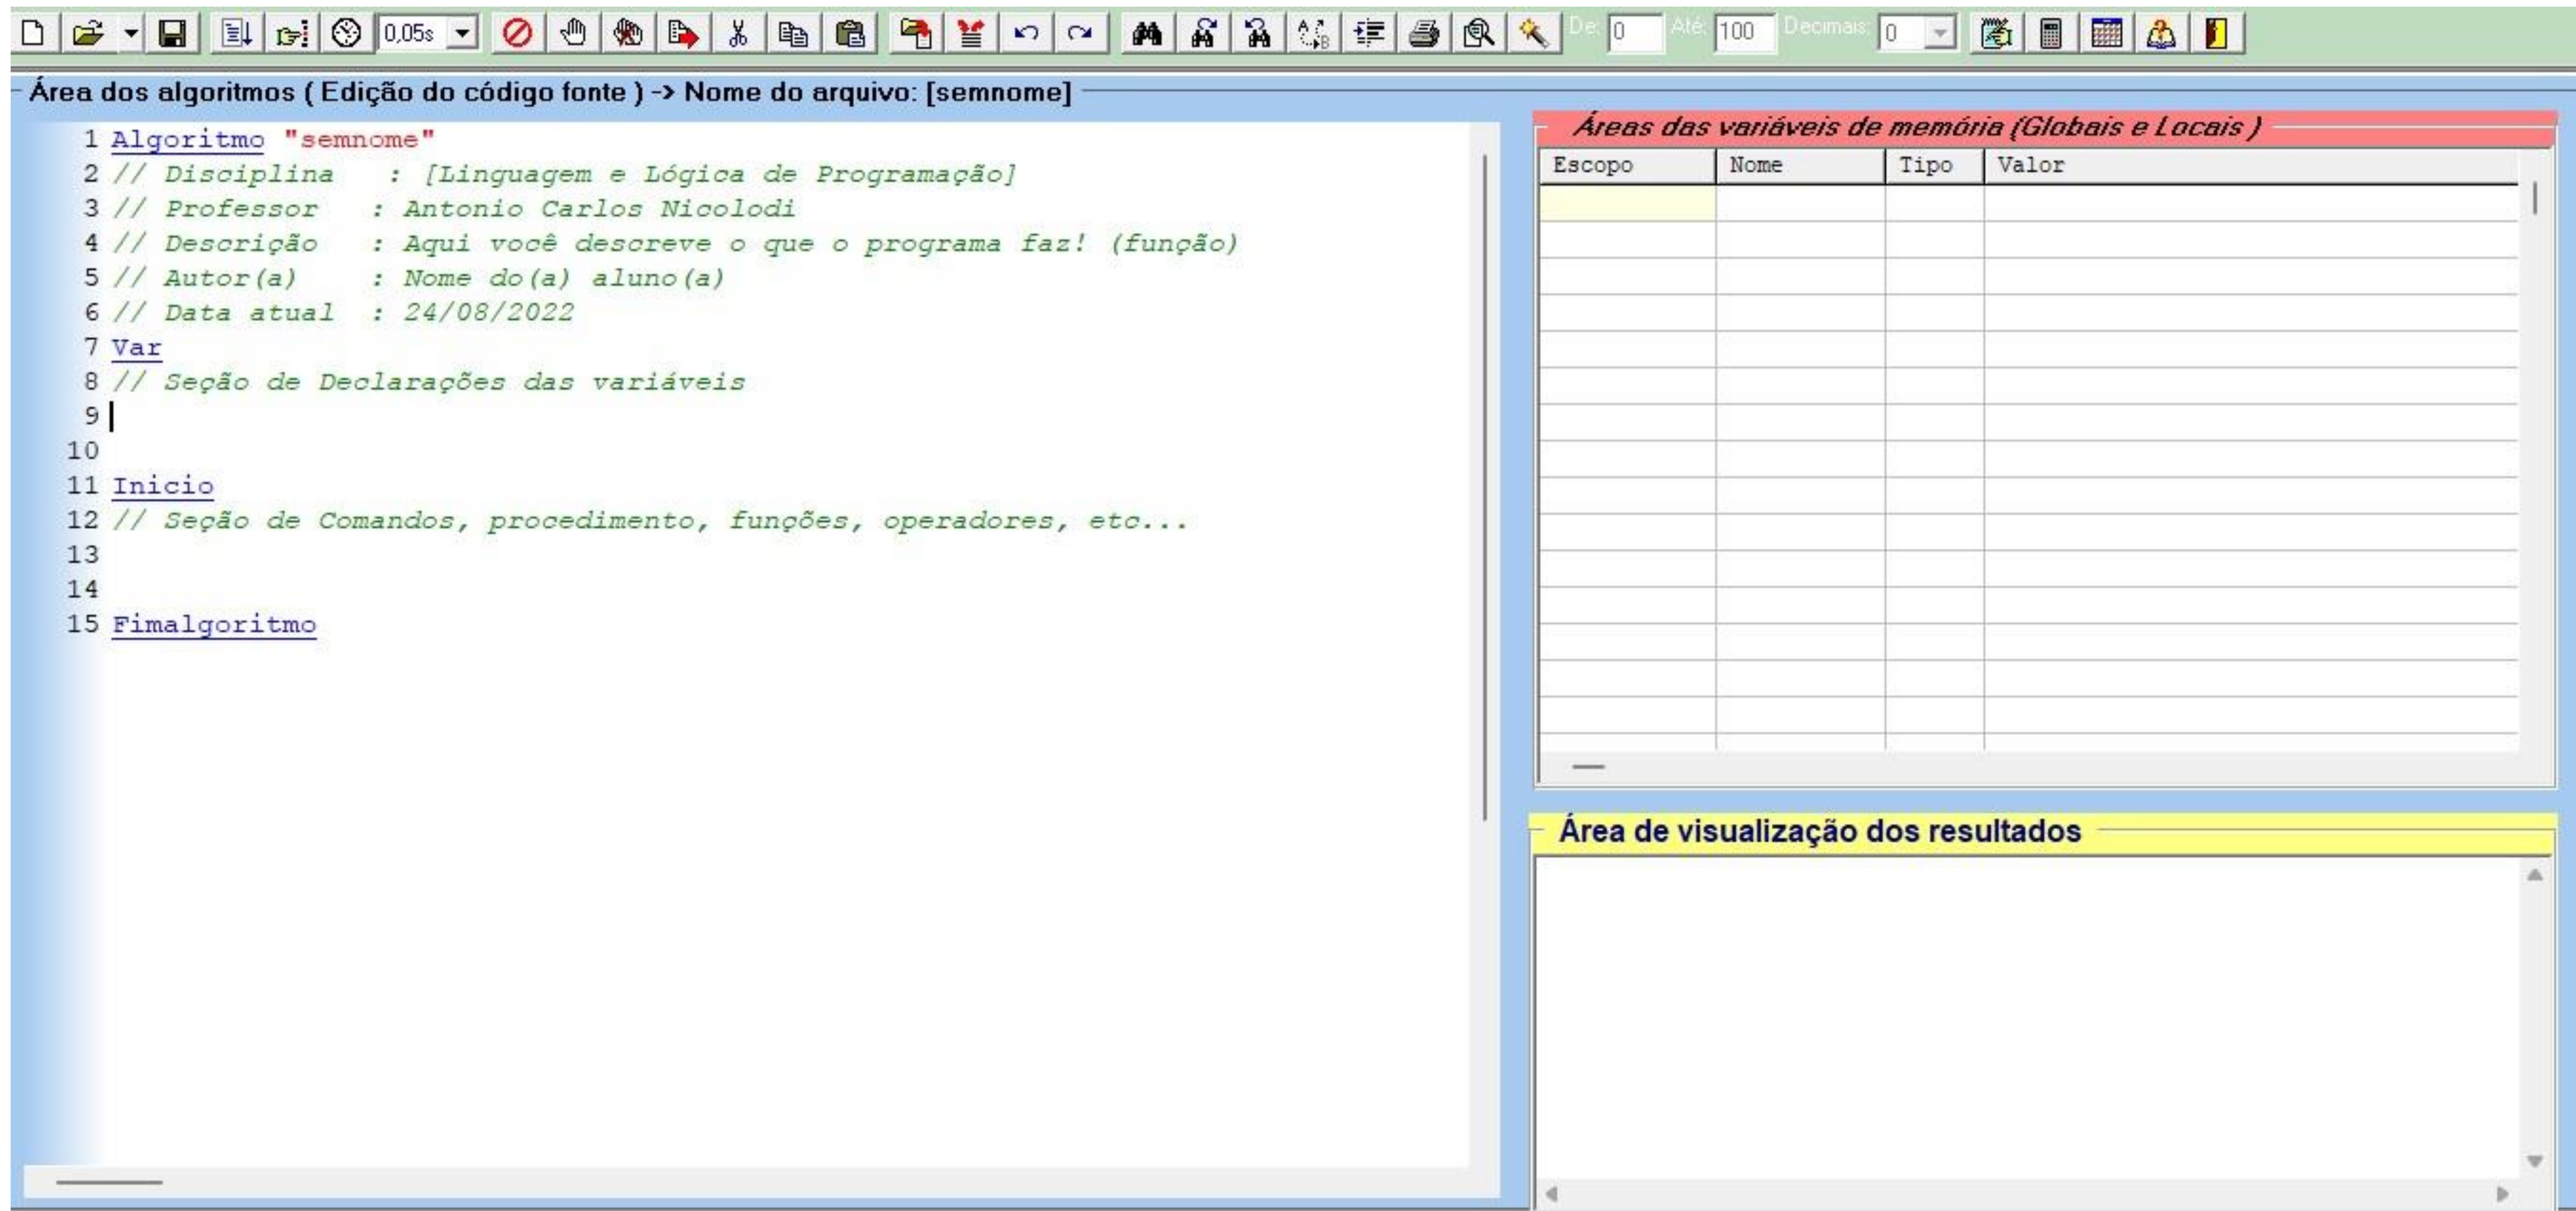 0,05s De: 0 Até: 100 Decimais: 0
Área dos algoritmos ( Edição do código fonte ) -> Nome do arquivo: [semnome]
1 Algoritmo "semnome"
2 // Disciplina : [Linguagem e Lógica de Programação]
3 // Professor : Antonio Carlos Nicolodi
4 // Descrição : Aqui você descreve o que o programa faz! (função)
5 // Autor(a) : Nome do(a) aluno(a)
6 // Data atual : 24/08/2022
7 Var
8 // Seção de Declarações das variáveis
9
10
11 Inicio
12 // Seção de Comandos, procedimento, funções, operadores, etc...
13
14
15 Fimalgoritmo
Áreas das variáveis de memória (Globais e Locais )
Escopo Nome Tipo Valor
Área de visualização dos resultados